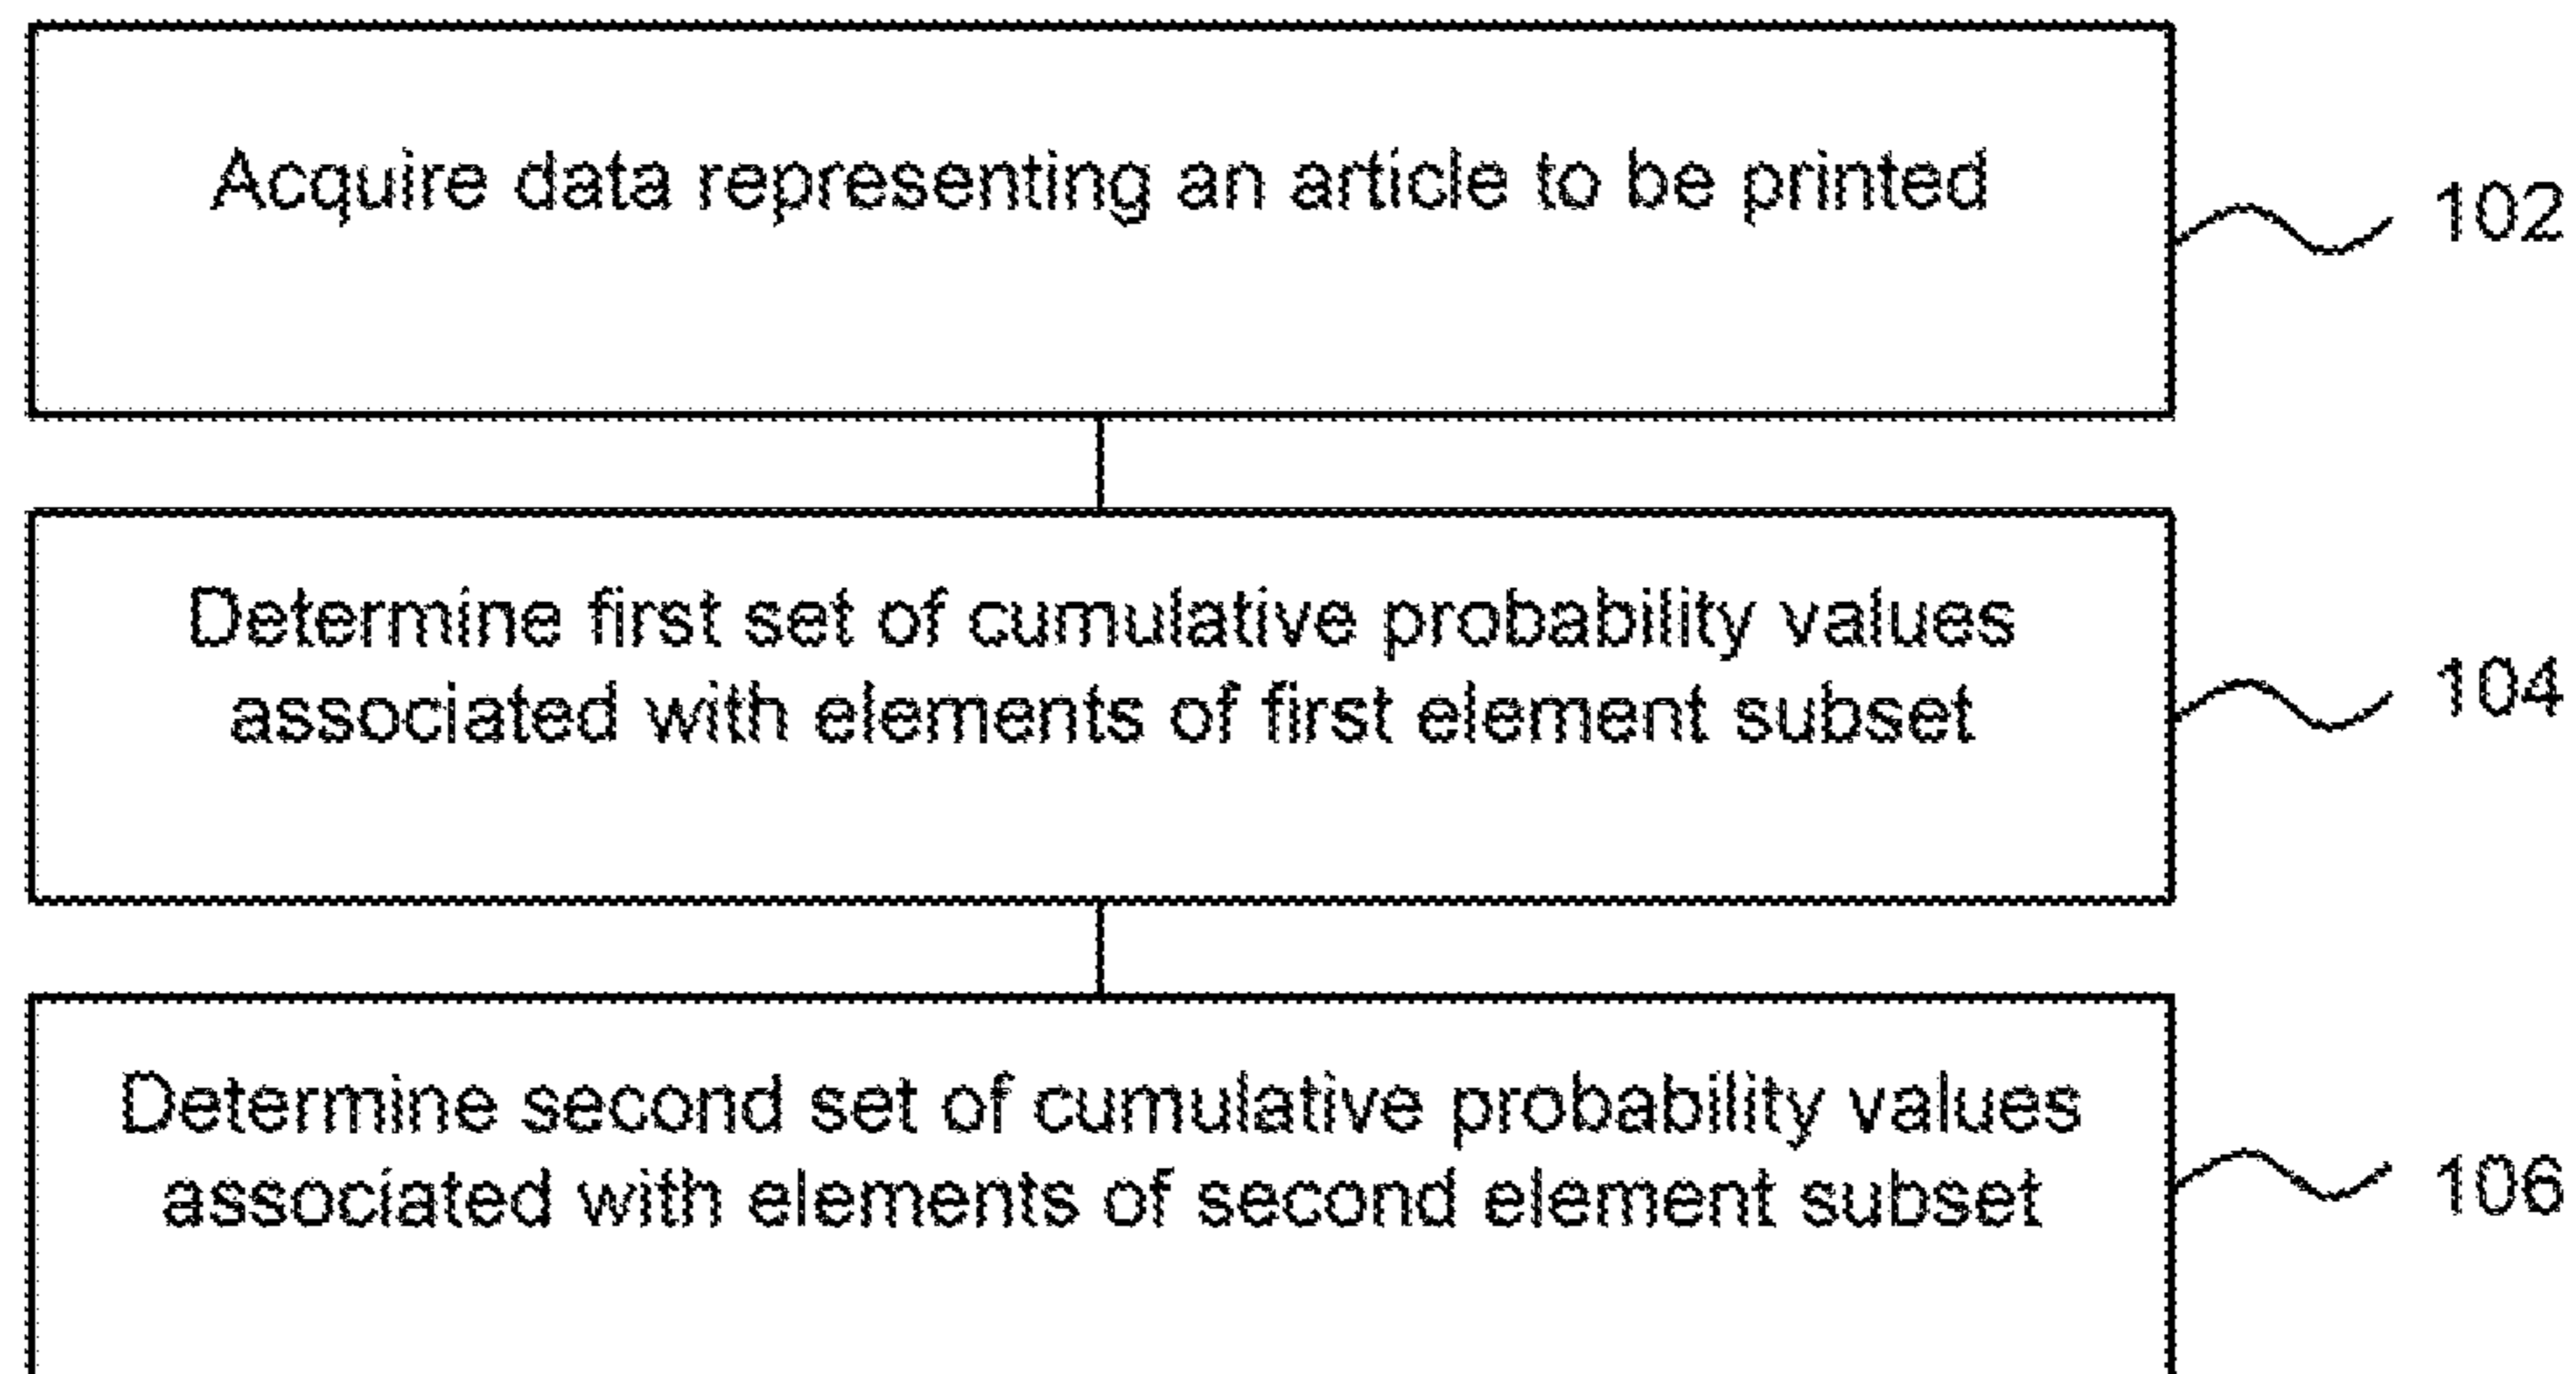 Acquire data representing an article to be printed
102
Determine first set of cumulative probability values
associated with elements of first element subset
104
Determine second set of cumulative probability values
associated with elements of second element subset
106